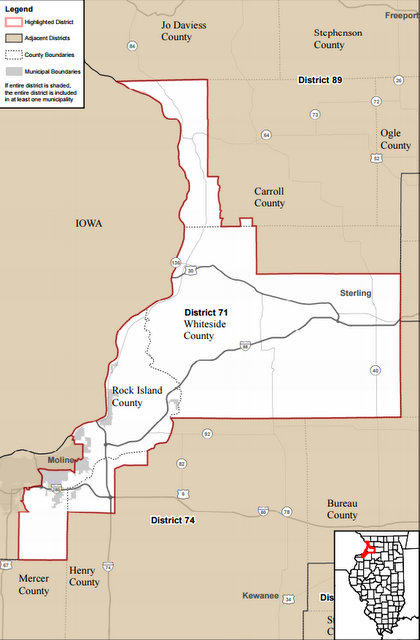 Legend
Highlighted District
Adjacent Districts
County Boundaries
Municipal Boundaries
If entire district is shaded,
the entire district is included
in at least one municipality
Jo Daviess
County
Stephenson
County
Freeport
84
District 89
26
72
73
64
Ogle
County
52
Carroll
County
IOWA
136
30
Sterling
District 71
Whiteside
County
88
40
Rock Island
County
92
Moline
82
6
80
78
Bureau
County
District 74
67
74
Mercer
County
Henry
County
Kewanee
34
Dis
C